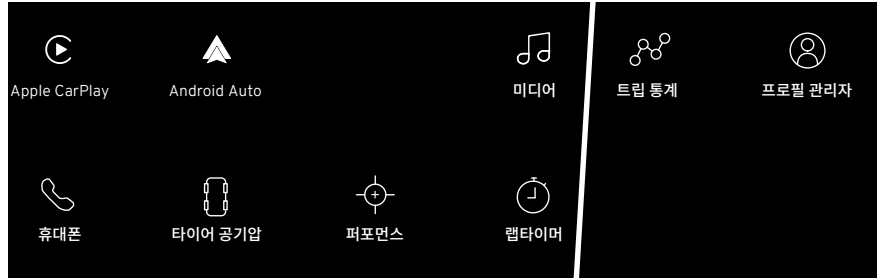 Apple CarPlay
Android Auto
미디어
트립 통계
프로필 관리자
휴대폰
타이어 공기압
퍼포먼스
랩타이머